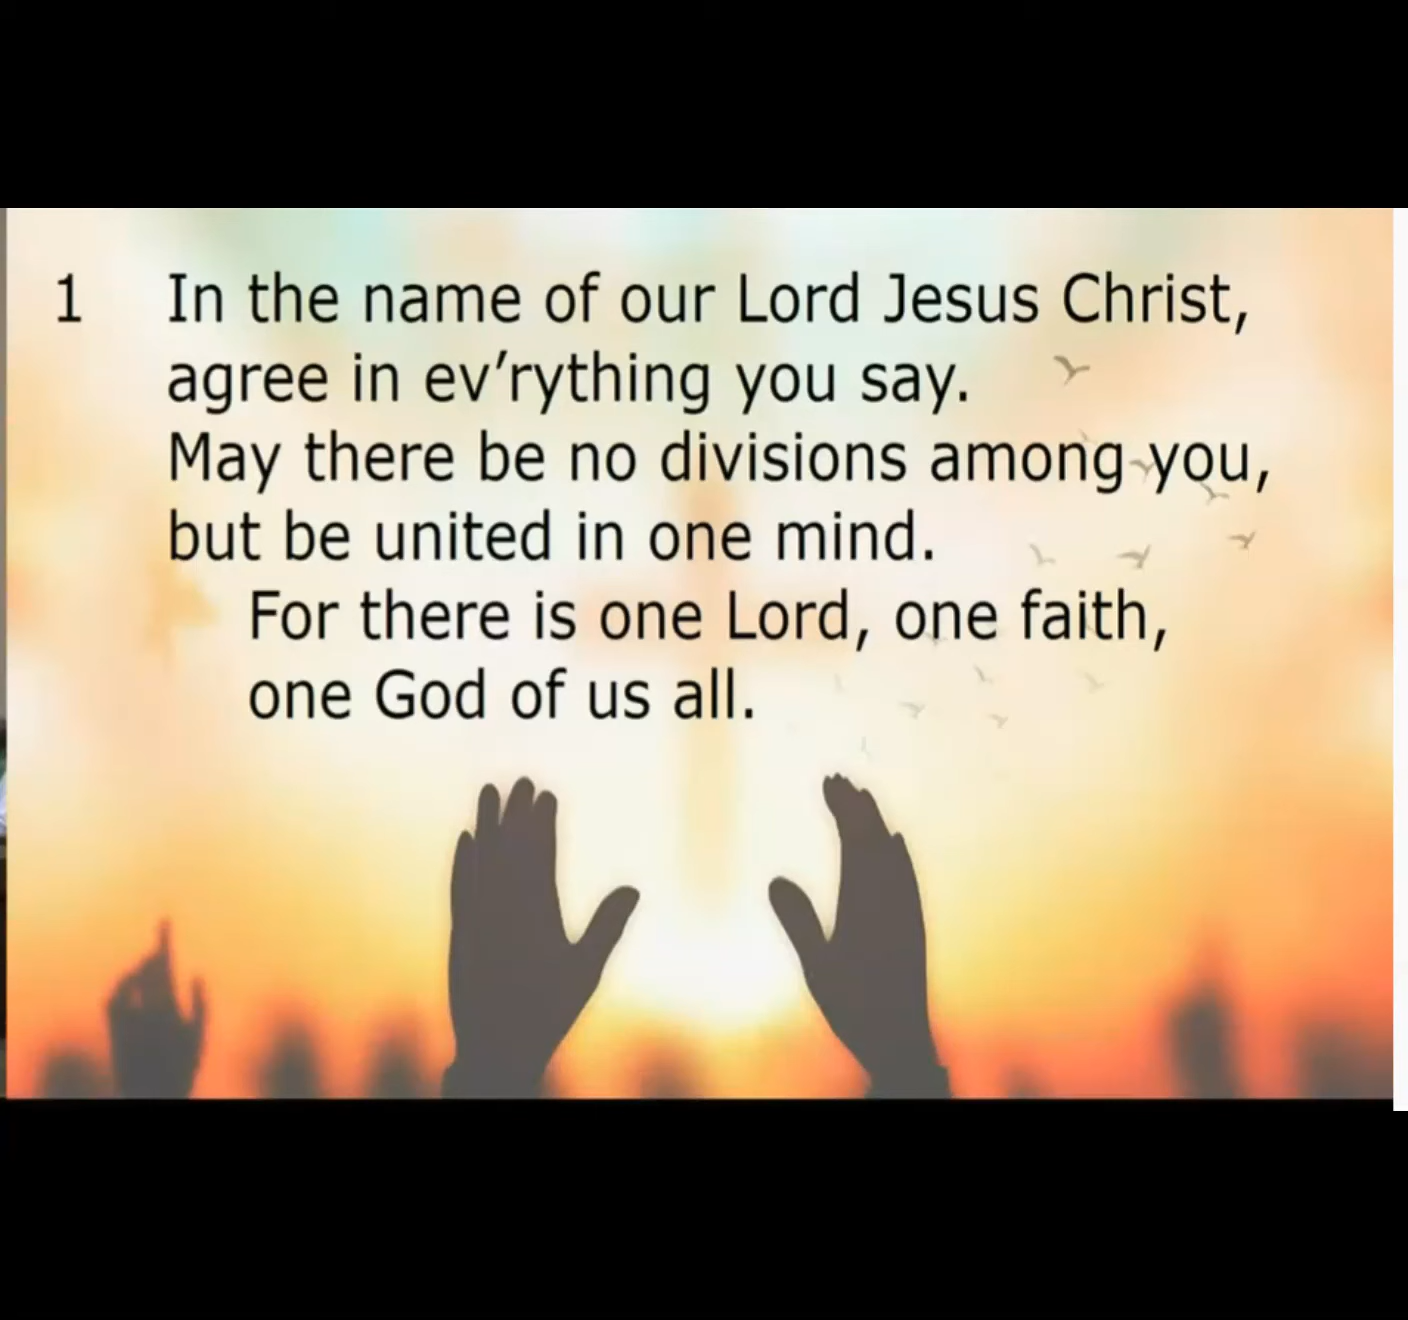 1 In the name of our Lord Jesus Christ,
agree in ev’rything you say.
May there be no divisions among you,
but be united in one mind.
For there is one Lord, one faith,
one God of us all.